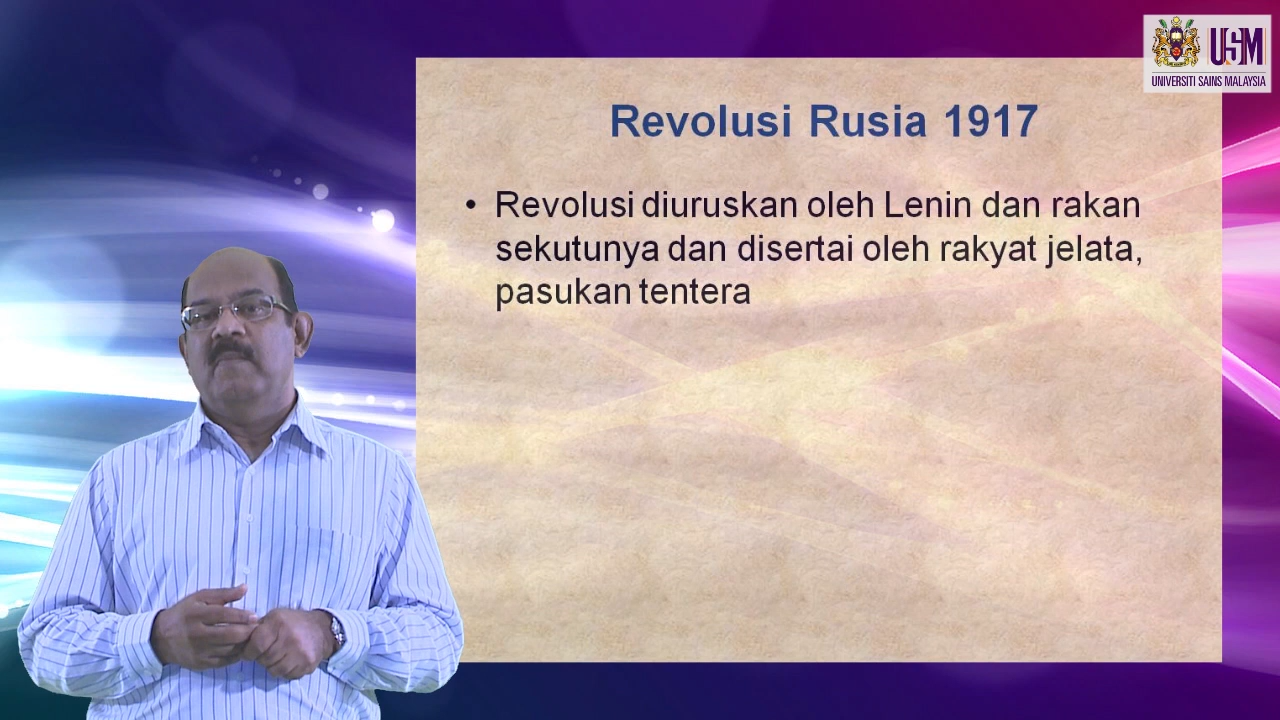 USM
UNIVERSITI SAINS MALAYSIA
Revolusi Rusia 1917
• Revolusi diuruskan oleh Lenin dan rakan
sekutunya dan disertai oleh rakyat jelata,
pasukan tentera